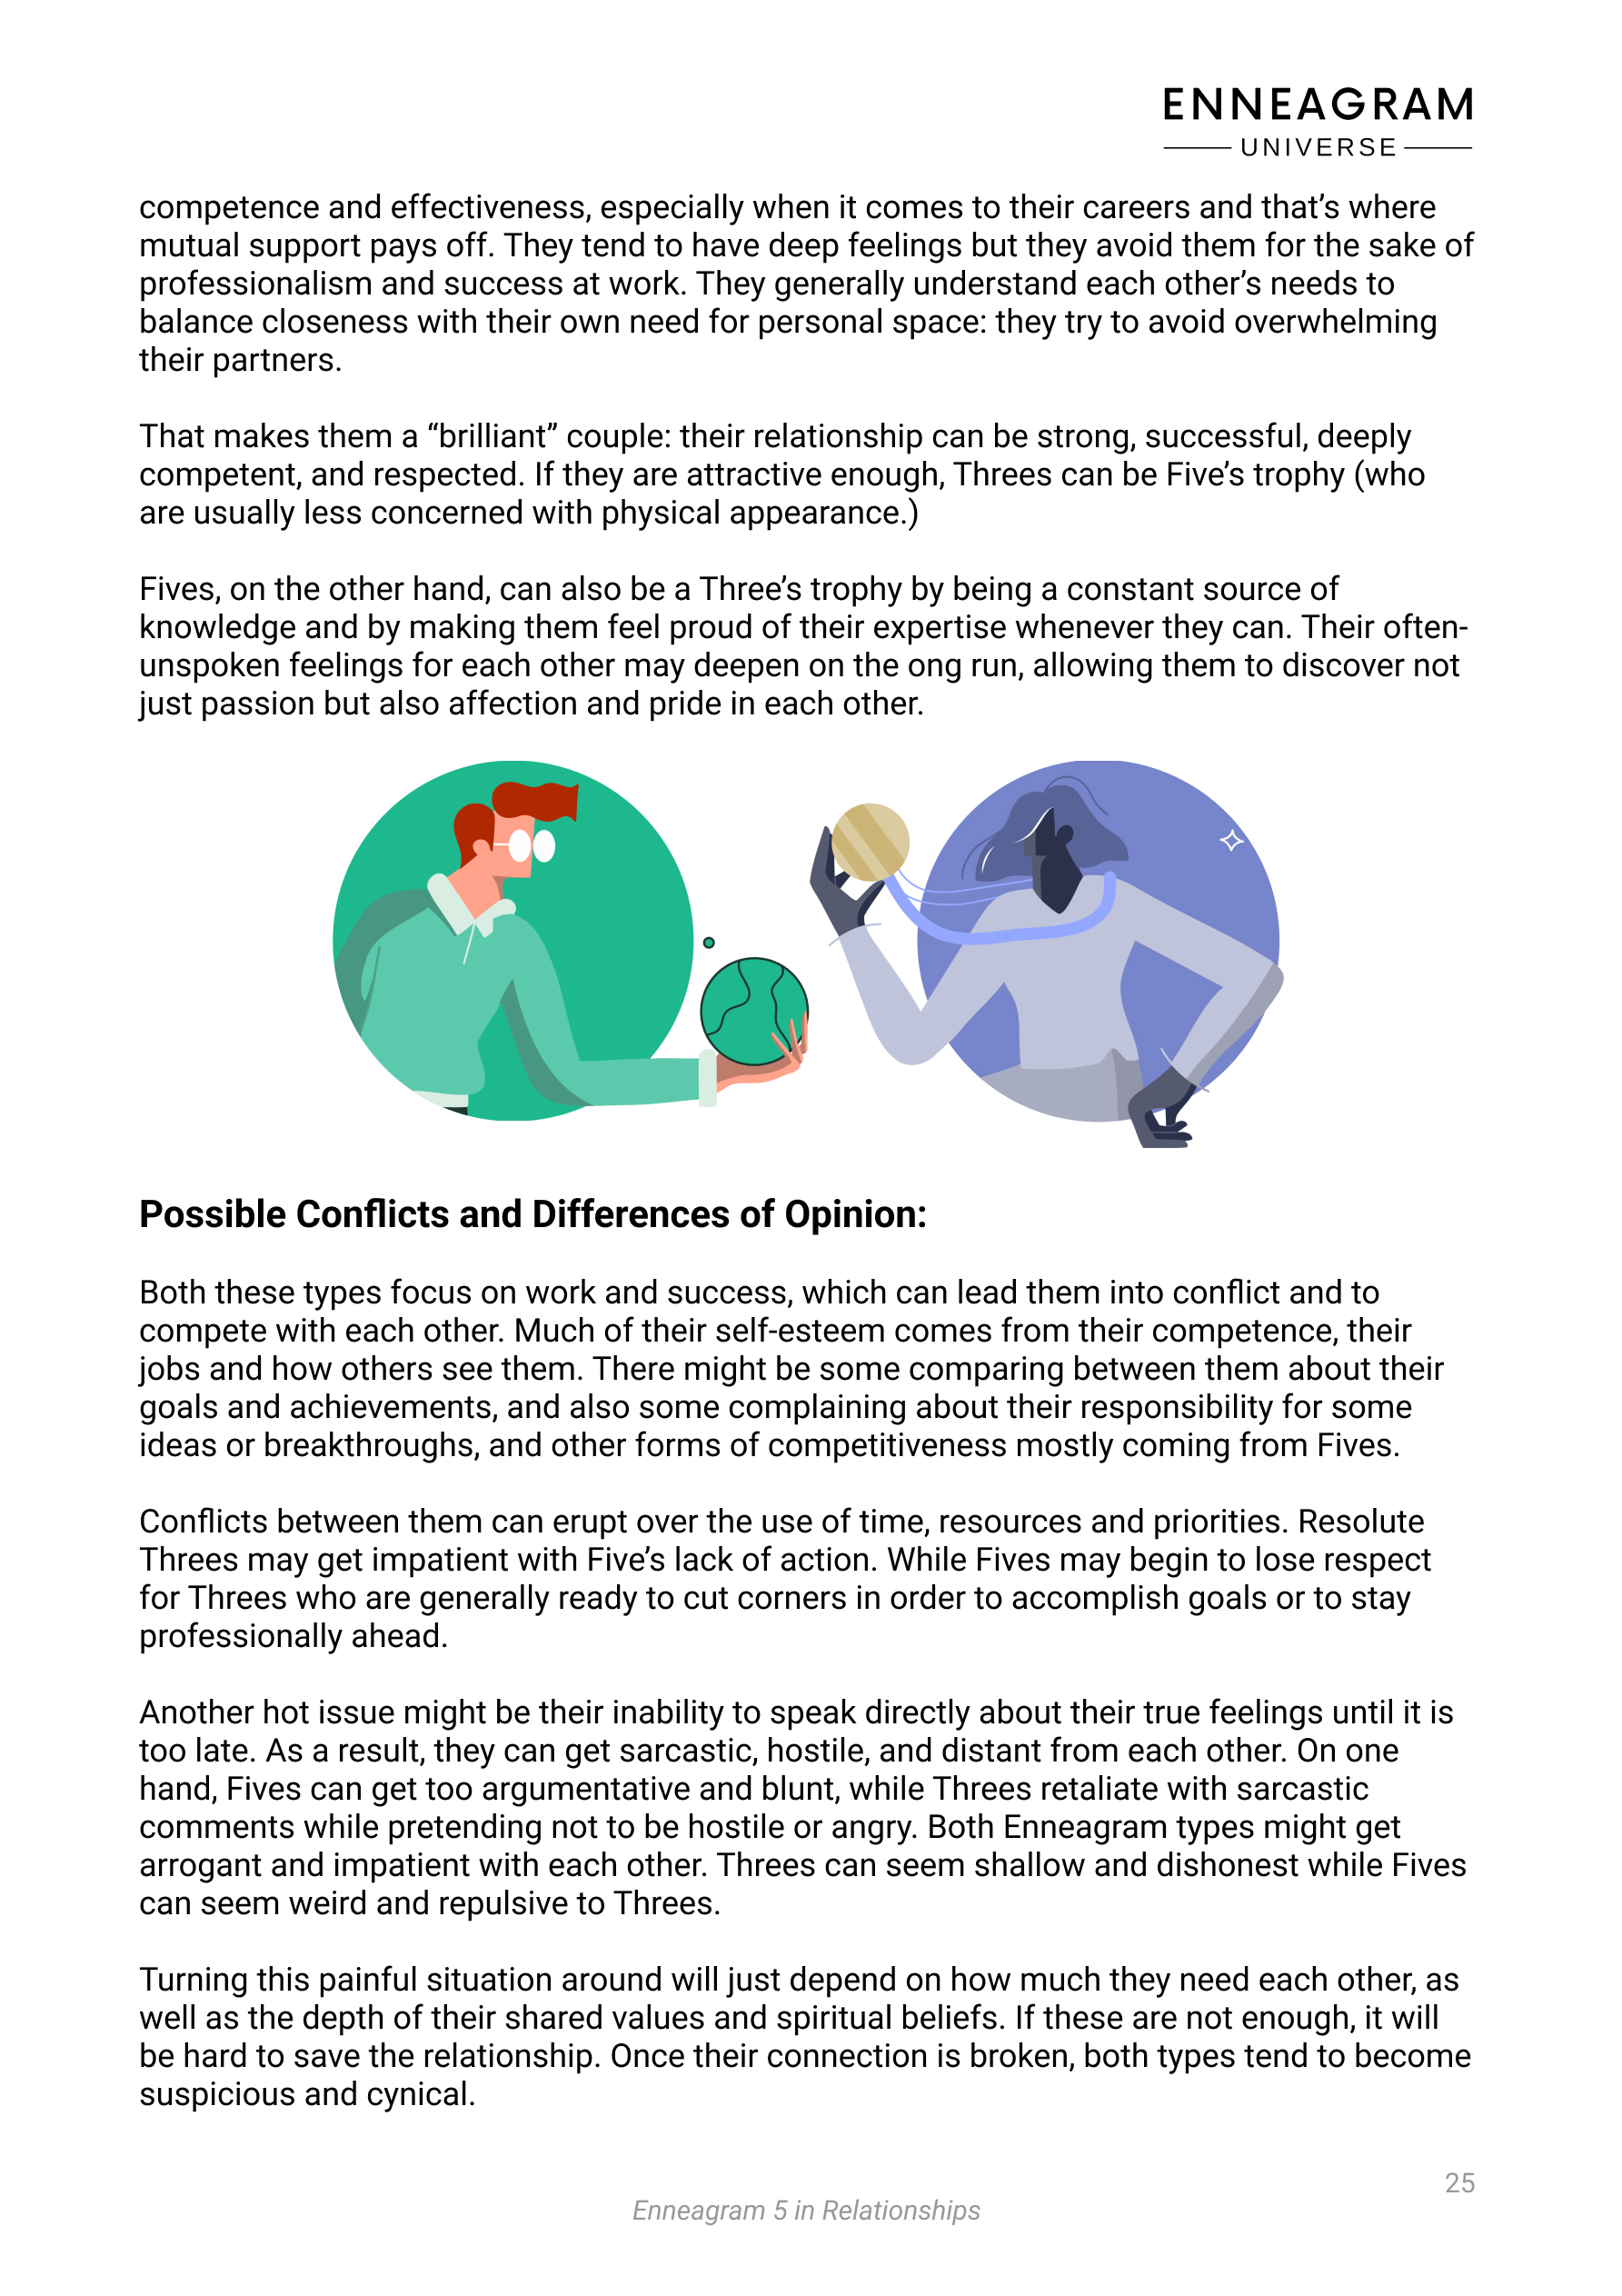 ENNEAGRAM
UNIVERSE
competence and effectiveness, especially when it comes to their careers and that’s where
mutual support pays off. They tend to have deep feelings but they avoid them for the sake of
professionalism and success at work. They generally understand each other’s needs to
balance closeness with their own need for personal space: they try to avoid overwhelming
their partners.
That makes them a “brilliant” couple: their relationship can be strong, successful, deeply
competent, and respected. If they are attractive enough, Threes can be Five’s trophy (who
are usually less concerned with physical appearance.)
Fives, on the other hand, can also be a Three’s trophy by being a constant source of
knowledge and by making them feel proud of their expertise whenever they can. Their often-
unspoken feelings for each other may deepen on the ong run, allowing them to discover not
just passion but also affection and pride in each other.
Possible Conflicts and Differences of Opinion:
Both these types focus on work and success, which can lead them into conflict and to
compete with each other. Much of their self-esteem comes from their competence, their
jobs and how others see them. There might be some comparing between them about their
goals and achievements, and also some complaining about their responsibility for some
ideas or breakthroughs, and other forms of competitiveness mostly coming from Fives.
Conflicts between them can erupt over the use of time, resources and priorities. Resolute
Threes may get impatient with Five’s lack of action. While Fives may begin to lose respect
for Threes who are generally ready to cut corners in order to accomplish goals or to stay
professionally ahead.
Another hot issue might be their inability to speak directly about their true feelings until it is
too late. As a result, they can get sarcastic, hostile, and distant from each other. On one
hand, Fives can get too argumentative and blunt, while Threes retaliate with sarcastic
comments while pretending not to be hostile or angry. Both Enneagram types might get
arrogant and impatient with each other. Threes can seem shallow and dishonest while Fives
can seem weird and repulsive to Threes.
Turning this painful situation around will just depend on how much they need each other, as
well as the depth of their shared values and spiritual beliefs. If these are not enough, it will
be hard to save the relationship. Once their connection is broken, both types tend to become
suspicious and cynical.
25
Enneagram 5 in Relationships